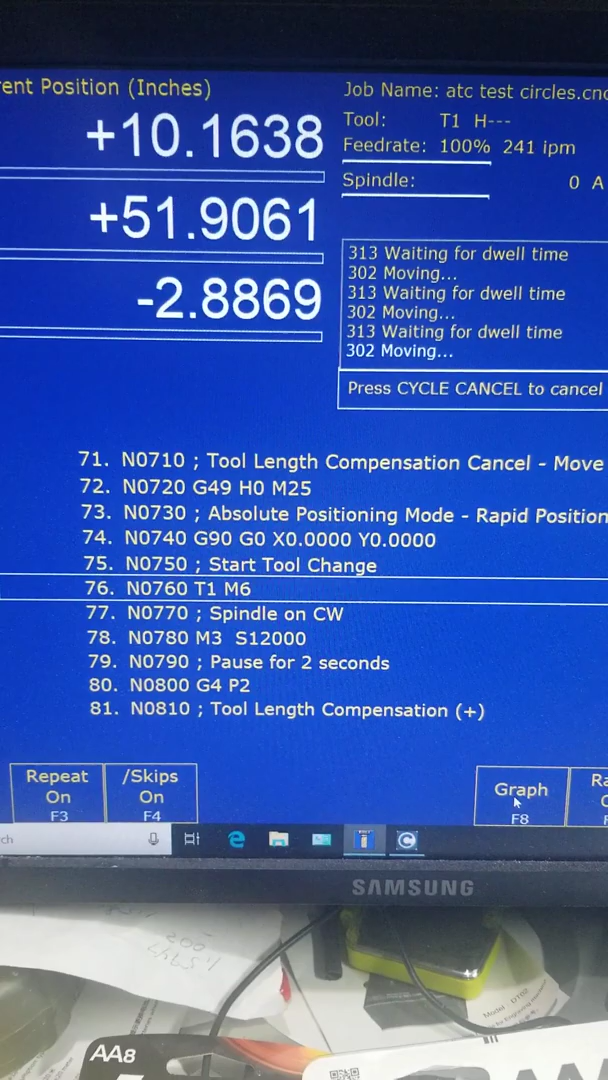 rent Position (Inches)
Job Name: atc test circles.cnc
+10.1638
Tool: T1 H---
Feedrate: 100% 241 ipm
Spindle: 0 A
+51.9061
-2.8869
313 Waiting for dwell time
302 Moving...
313 Waiting for dwell time
302 Moving...
313 Waiting for dwell time
302 Moving...
Press CYCLE CANCEL to cancel
71. N0710 ; Tool Length Compensation Cancel - Move
72. N0720 G49 H0 M25
73. N0730 ; Absolute Positioning Mode - Rapid Position
74. N0740 G90 G0 X0.0000 Y0.0000
75. N0750 ; Start Tool Change
76. N0760 T1 M6
77. N0770 ; Spindle on CW
78. N0780 M3 S12000
79. N0790 ; Pause for 2 seconds
80. N0800 G4 P2
81. N0810 ; Tool Length Compensation (+)
Repeat
On
F3
/Skips
On
F4
Graph
F8
Ra
ch
SAMSUNG
Model : DT02
AA8